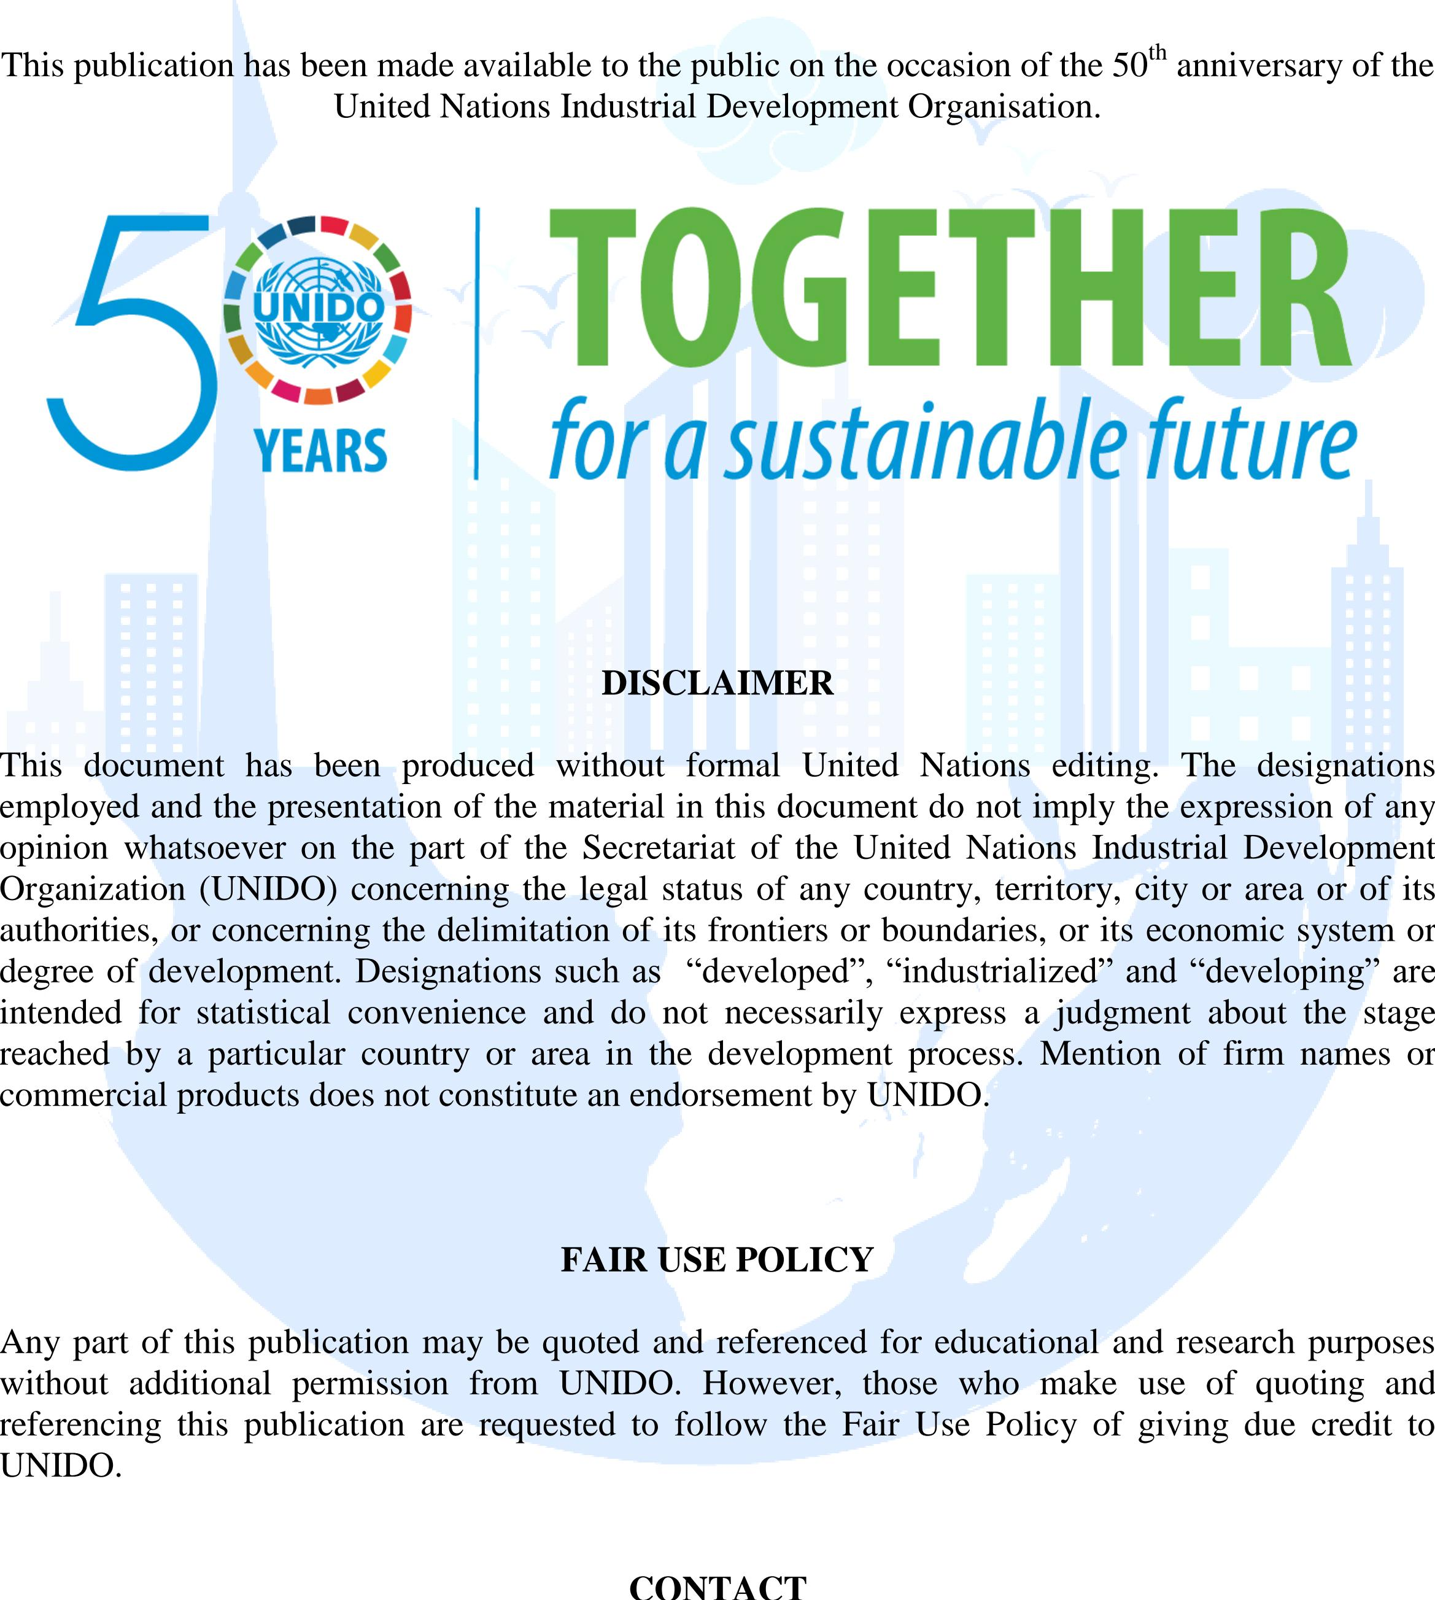 This publication has been made available to the public on the occasion of the 50th anniversary of the
United Nations Industrial Development Organisation.
50
UNIDO
YEARS
TOGETHER
for a sustainable future
DISCLAIMER
This document has been produced without formal United Nations editing. The designations
employed and the presentation of the material in this document do not imply the expression of any
opinion whatsoever on the part of the Secretariat of the United Nations Industrial Development
Organization (UNIDO) concerning the legal status of any country, territory, city or area or of its
authorities, or concerning the delimitation of its frontiers or boundaries, or its economic system or
degree of development. Designations such as “developed”, “industrialized” and “developing” are
intended for statistical convenience and do not necessarily express a judgment about the stage
reached by a particular country or area in the development process. Mention of firm names or
commercial products does not constitute an endorsement by UNIDO.
FAIR USE POLICY
Any part of this publication may be quoted and referenced for educational and research purposes
without additional permission from UNIDO. However, those who make use of quoting and
referencing this publication are requested to follow the Fair Use Policy of giving due credit to
UNIDO.
CONTACT